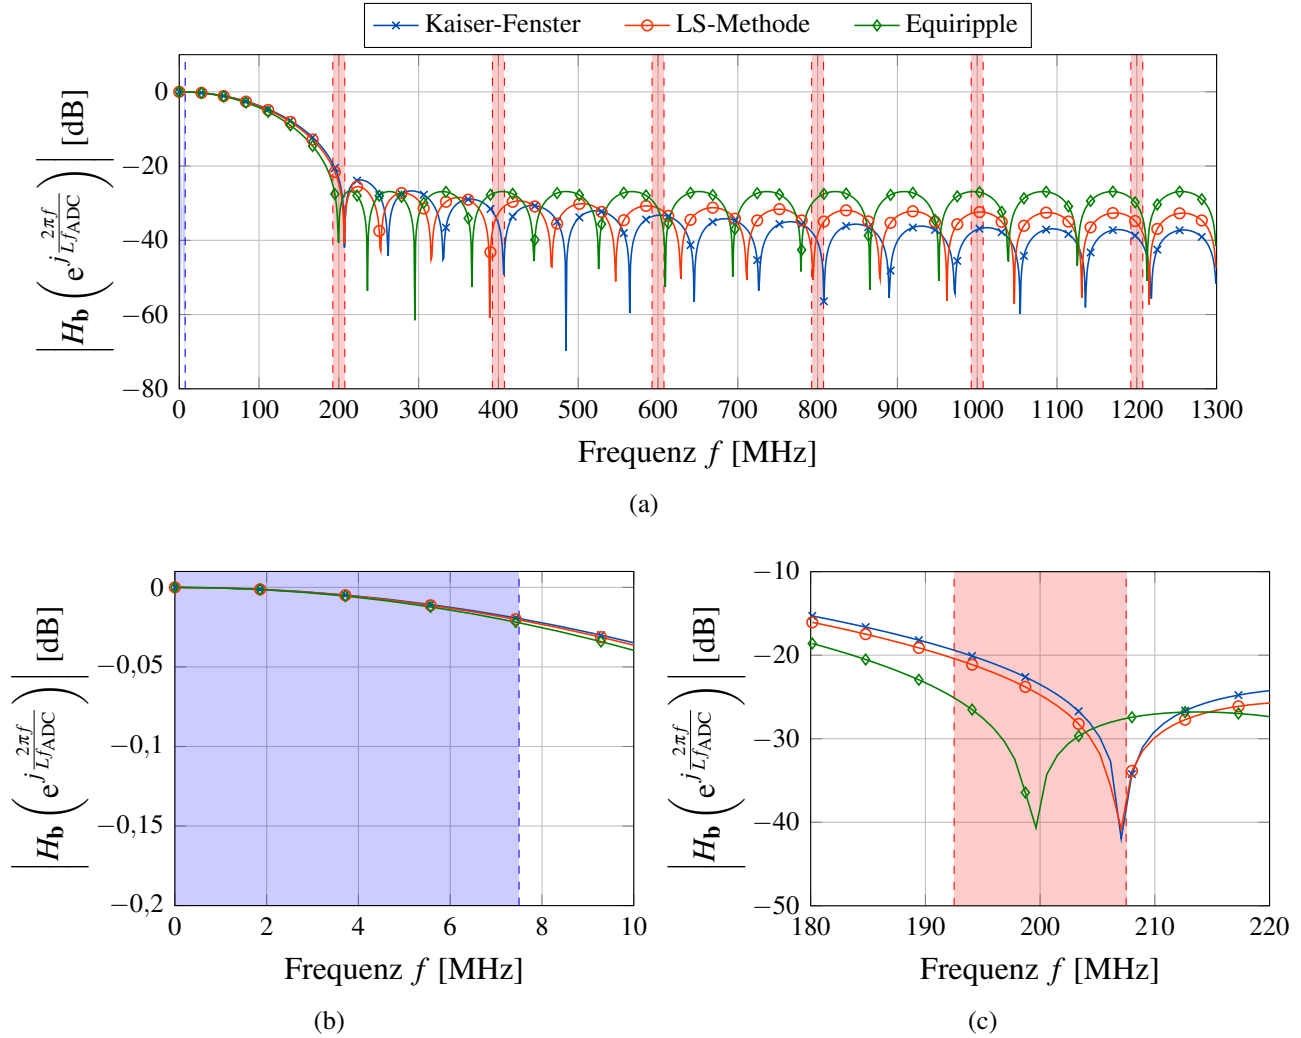 Kaiser-Fenster LS-Methode Equiripple
|H_b(e^{j 2πf/(Lf_ADC)})| [dB]
0
−20
−40
−60
−80
0 100 200 300 400 500 600 700 800 900 1000 1100 1200 1300
Frequenz f [MHz]
(a)
|H_b(e^{j 2πf/(Lf_ADC)})| [dB]
0
−0,05
−0,1
−0,15
−0,2
0 2 4 6 8 10
Frequenz f [MHz]
(b)
|H_b(e^{j 2πf/(Lf_ADC)})| [dB]
−10
−20
−30
−40
−50
180 190 200 210 220
Frequenz f [MHz]
(c)